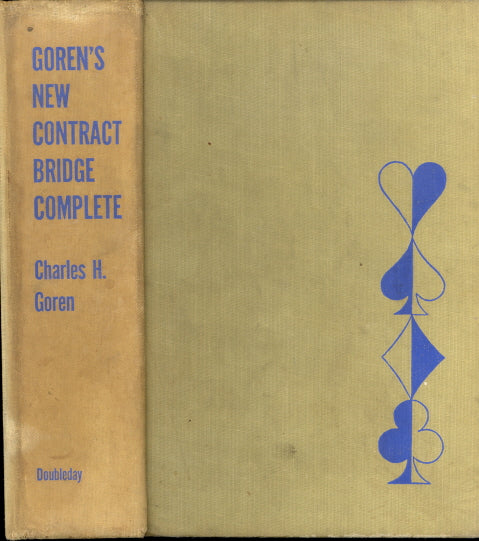 GOREN'S
NEW
CONTRACT
BRIDGE
COMPLETE
Charles H.
Goren
Doubleday